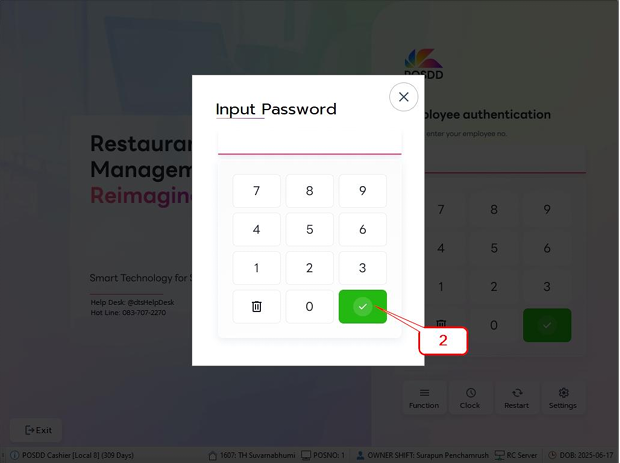 POSDD
Input Password
ployee authentication
enter your employee no.
Restaurar
Managem
Reimagin
Smart Technology for S
Help Desk: @dtsHelpDesk
Hot Line: 083-707-2270
7 8 9
4 5 6
1 2 3
0
7 8 9
4 5 6
1 2 3
0
2
Function Clock Restart Settings
Exit
POSDD Cashier [Local 8] (309 Days) 1607: TH Suvarnabhumi POSNO: 1 OWNER SHIFT: Surapun Penchamrush RC Server DOB: 2025-06-17